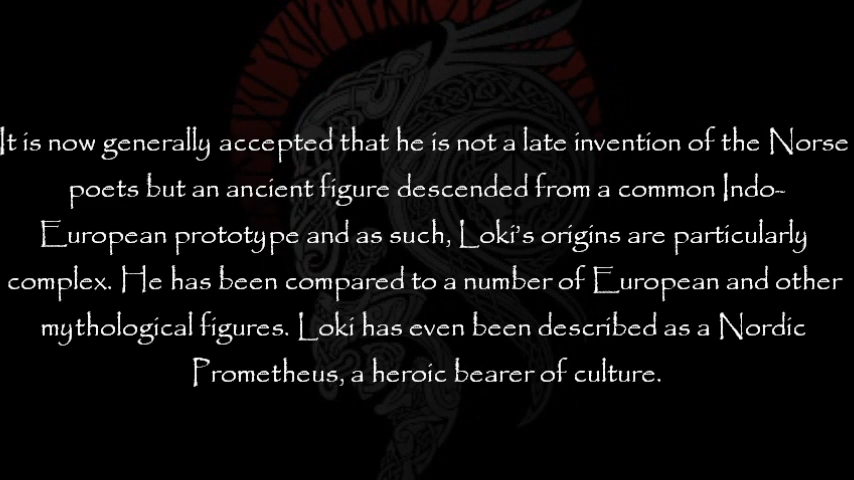 It is now generally accepted that he is not a late invention of the Norse
poets but an ancient figure descended from a common Indo-
European prototype and as such, Loki's origins are particularly
complex. He has been compared to a number of European and other
mythological figures. Loki has even been described as a Nordic
Prometheus, a heroic bearer of culture.